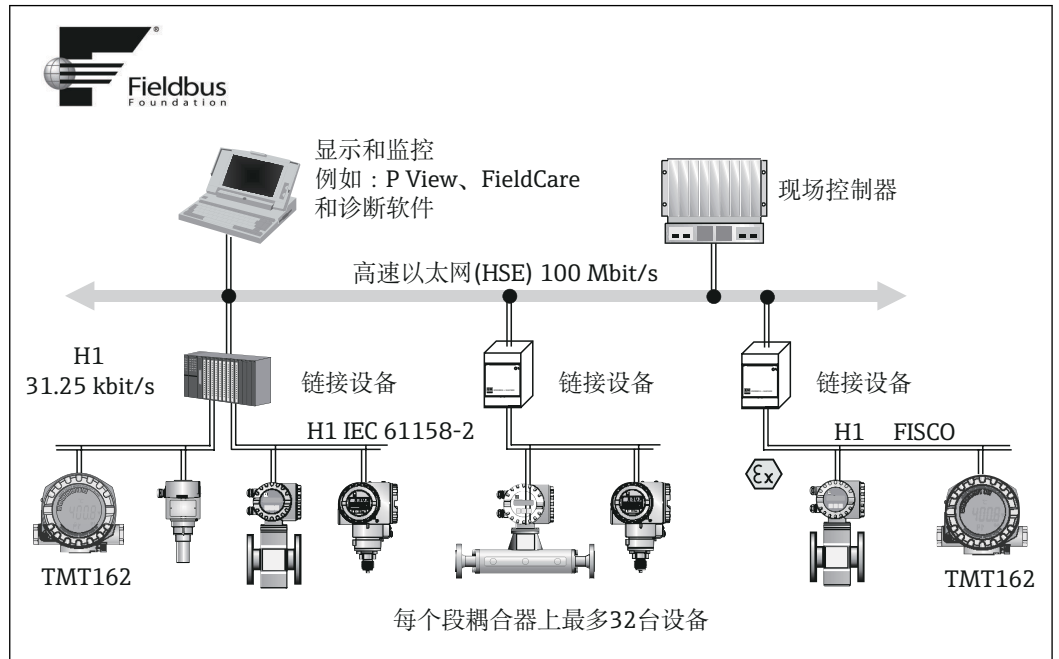 ®
Fieldbus
Foundation
显示和监控
例如：P View、FieldCare
和诊断软件
现场控制器
高速以太网(HSE) 100 Mbit/s
H1
31.25 kbit/s
链接设备
链接设备
链接设备
H1 IEC 61158-2
H1 FISCO
εx
TMT162
TMT162
每个段耦合器上最多32台设备